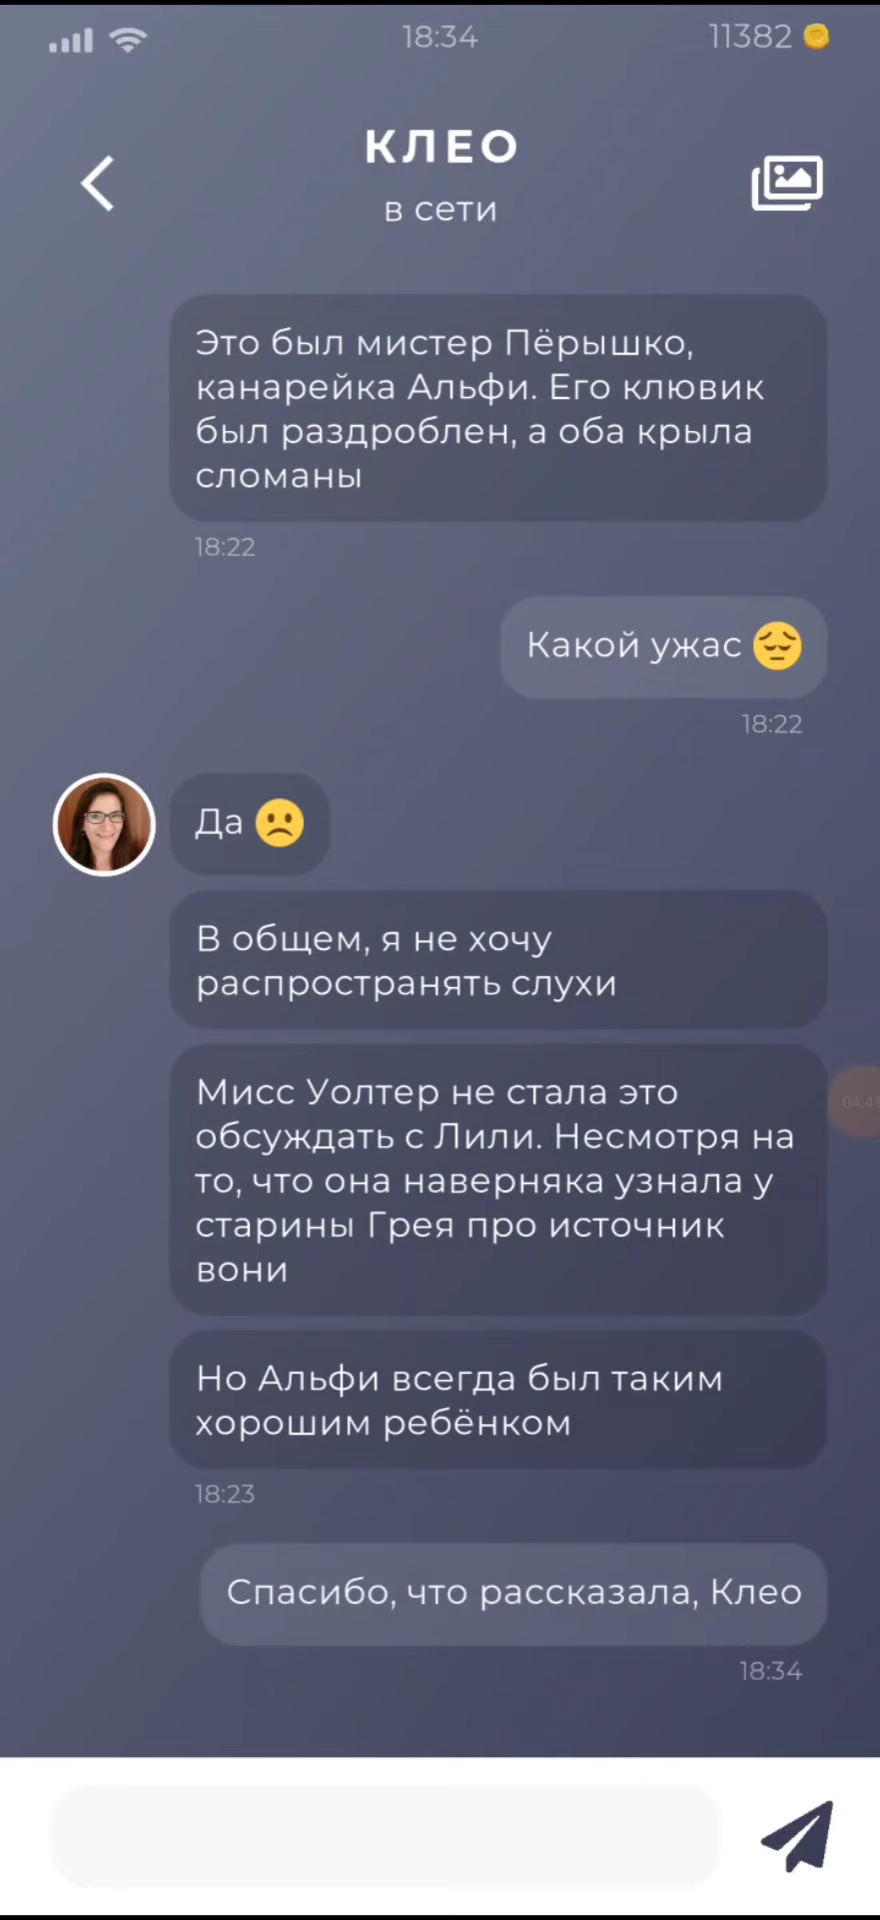 18:34
11382
КЛЕО
в сети
Это был мистер Пёрышко,
канарейка Альфи. Его клювик
был раздроблен, а оба крыла
сломаны
18:22
Какой ужас 😔
18:22
Да 🙁
В общем, я не хочу
распространять слухи
Мисс Уолтер не стала это
обсуждать с Лили. Несмотря на
то, что она наверняка узнала у
старины Грея про источник
вони
Но Альфи всегда был таким
хорошим ребёнком
18:23
Спасибо, что рассказала, Клео
18:34